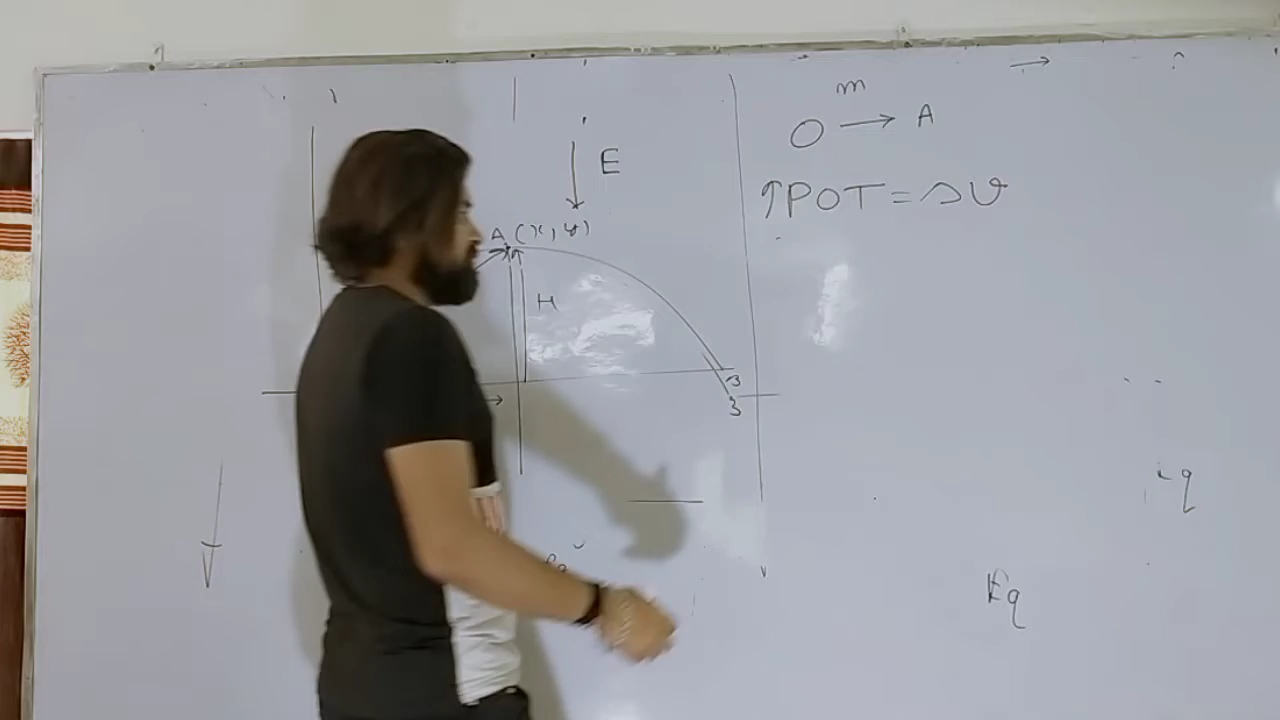 m
O → A
E
↑POT = ΔU
A (x, y)
H
B
B
q
Eq